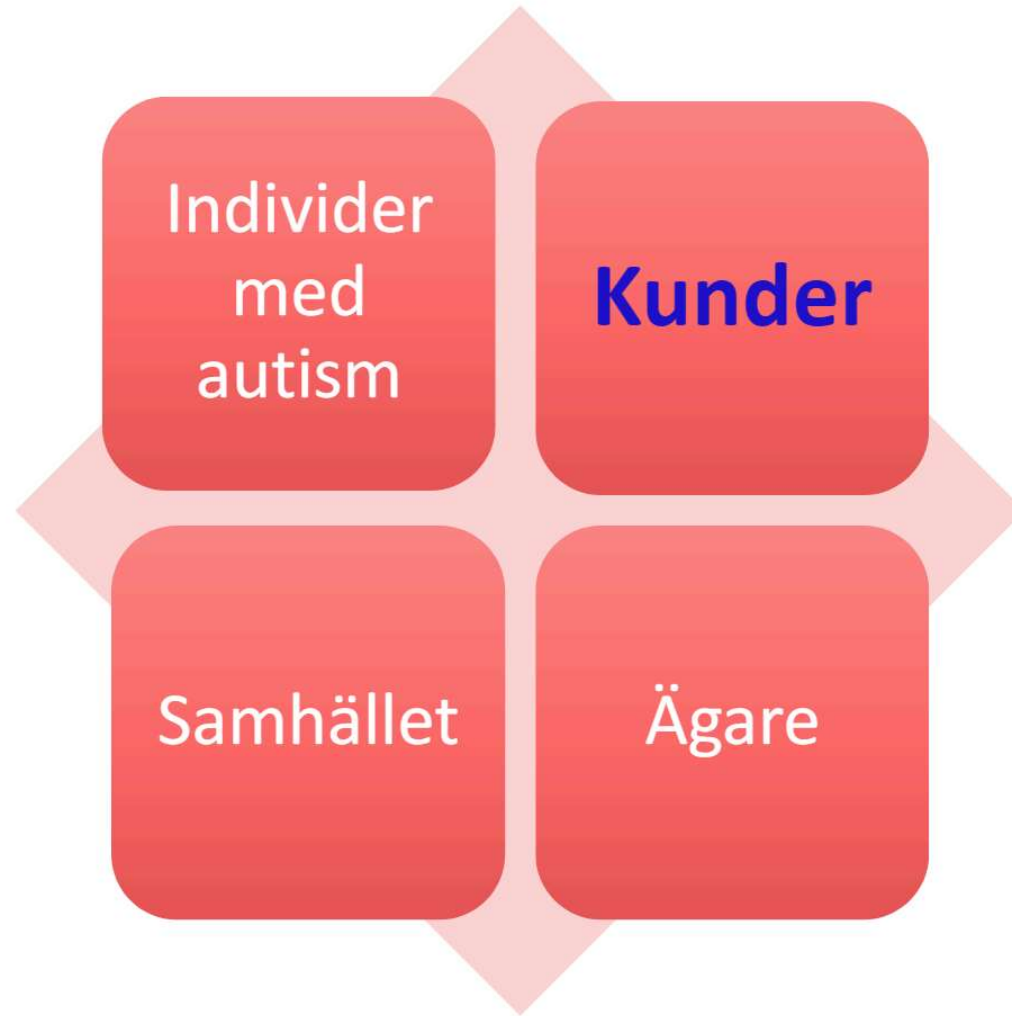 Individer
med
autism
Kunder
Samhället
Ägare